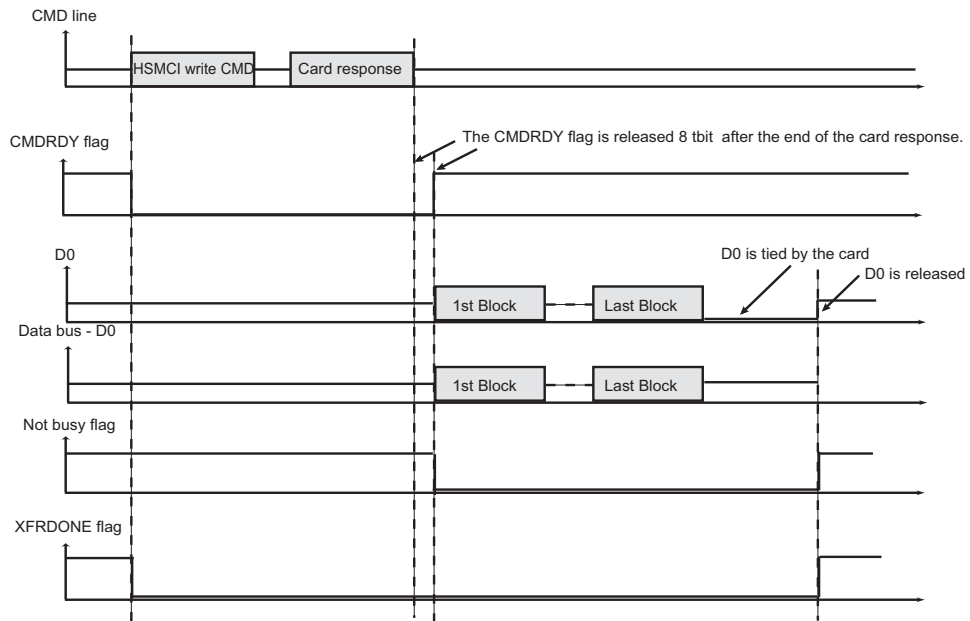 CMD line
HSMCI write CMD
Card response
CMDRDY flag
The CMDRDY flag is released 8 tbit after the end of the card response.
D0
D0 is tied by the card
D0 is released
1st Block
Last Block
Data bus - D0
1st Block
Last Block
Not busy flag
XFRDONE flag